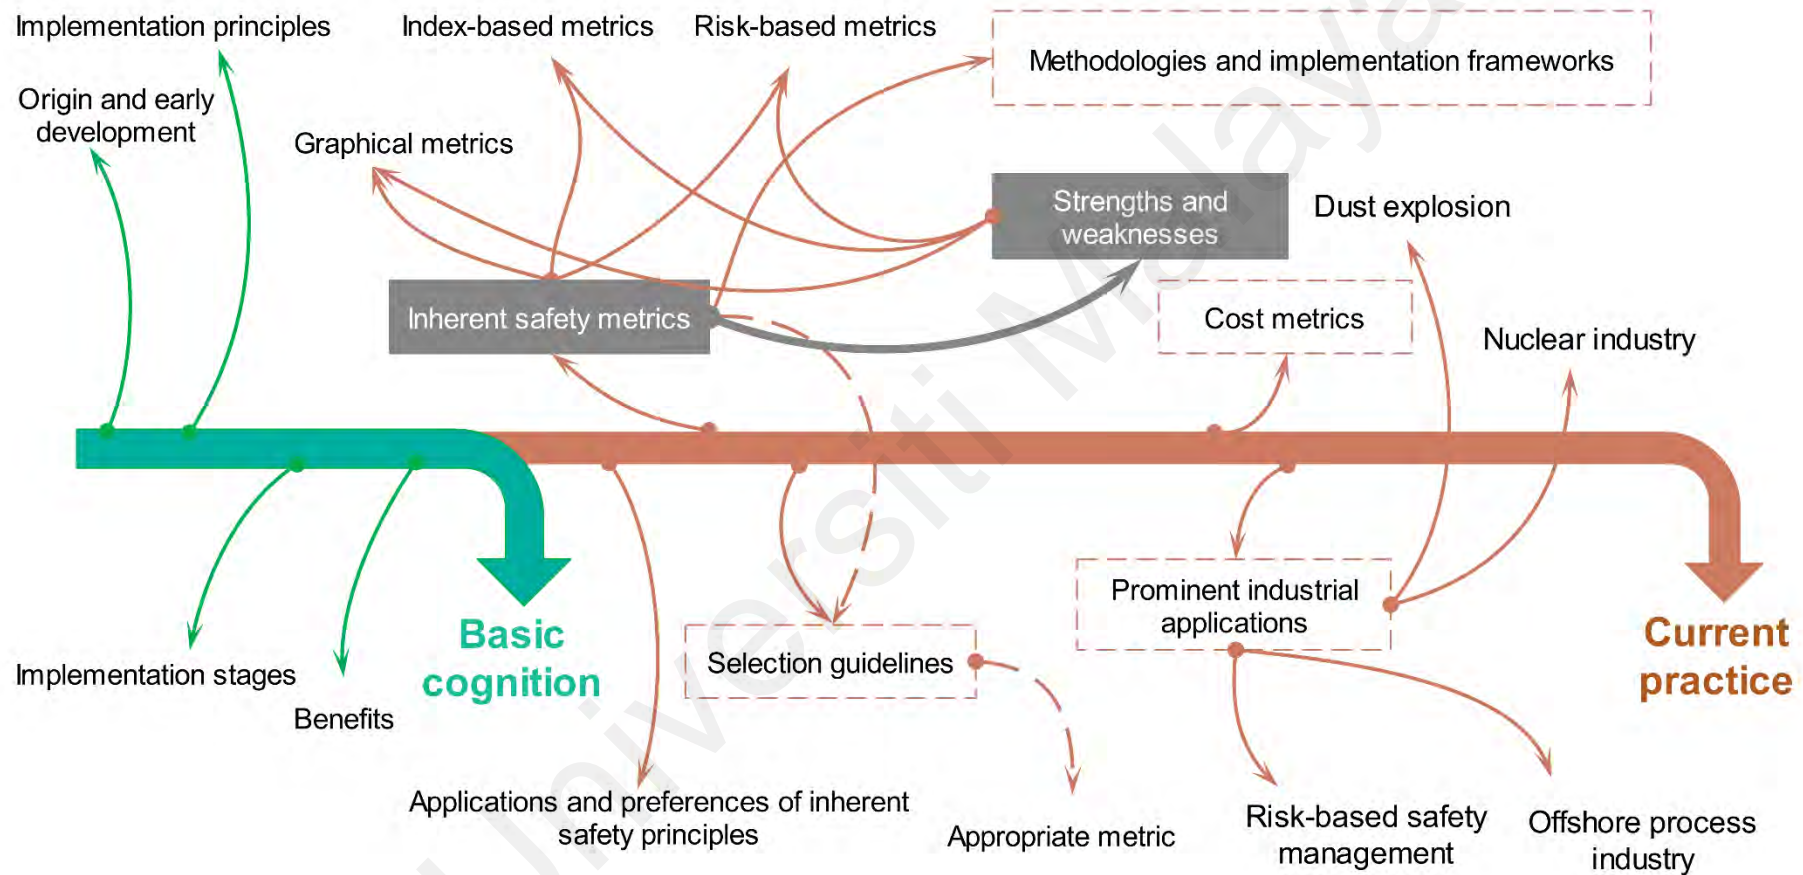 Implementation principles
Index-based metrics
Risk-based metrics
Methodologies and implementation frameworks
Origin and early
development
Graphical metrics
Strengths and
weaknesses
Dust explosion
Inherent safety metrics
Cost metrics
Nuclear industry
Prominent industrial
applications
Basic
cognition
Current
practice
Implementation stages
Selection guidelines
Benefits
Applications and preferences of inherent
safety principles
Appropriate metric
Risk-based safety
management
Offshore process
industry
Universiti Malaya